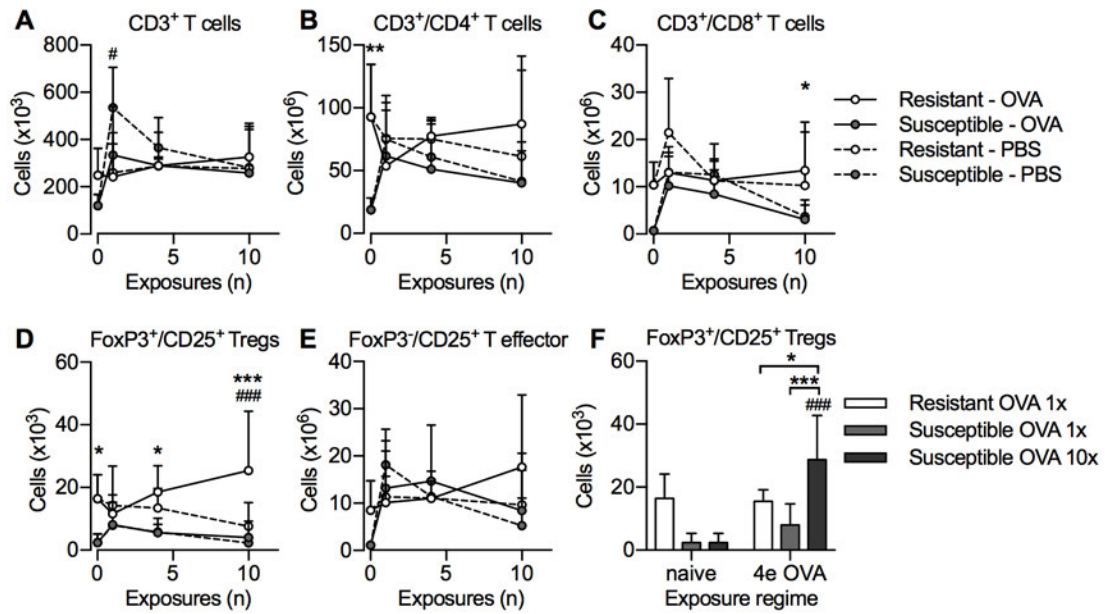 A CD3⁺ T cells
Cells (x10³)
800
600
400
200
0
#
0 5 10
Exposures (n)
B CD3⁺/CD4⁺ T cells
Cells (x10⁶)
150
100
50
0
**
0 5 10
Exposures (n)
C CD3⁺/CD8⁺ T cells
Cells (x10⁶)
40
30
20
10
0
*
0 5 10
Exposures (n)
Resistant - OVA
Susceptible - OVA
Resistant - PBS
Susceptible - PBS
D FoxP3⁺/CD25⁺ Tregs
Cells (x10³)
60
40
20
0
*
*
***
###
0 5 10
Exposures (n)
E FoxP3⁻/CD25⁺ T effector
Cells (x10³)
40
30
20
10
0
0 5 10
Exposures (n)
F FoxP3⁺/CD25⁺ Tregs
Cells (x10³)
60
40
20
0
*
***
###
naive 4e OVA
Exposure regime
Resistant OVA 1x
Susceptible OVA 1x
Susceptible OVA 10x